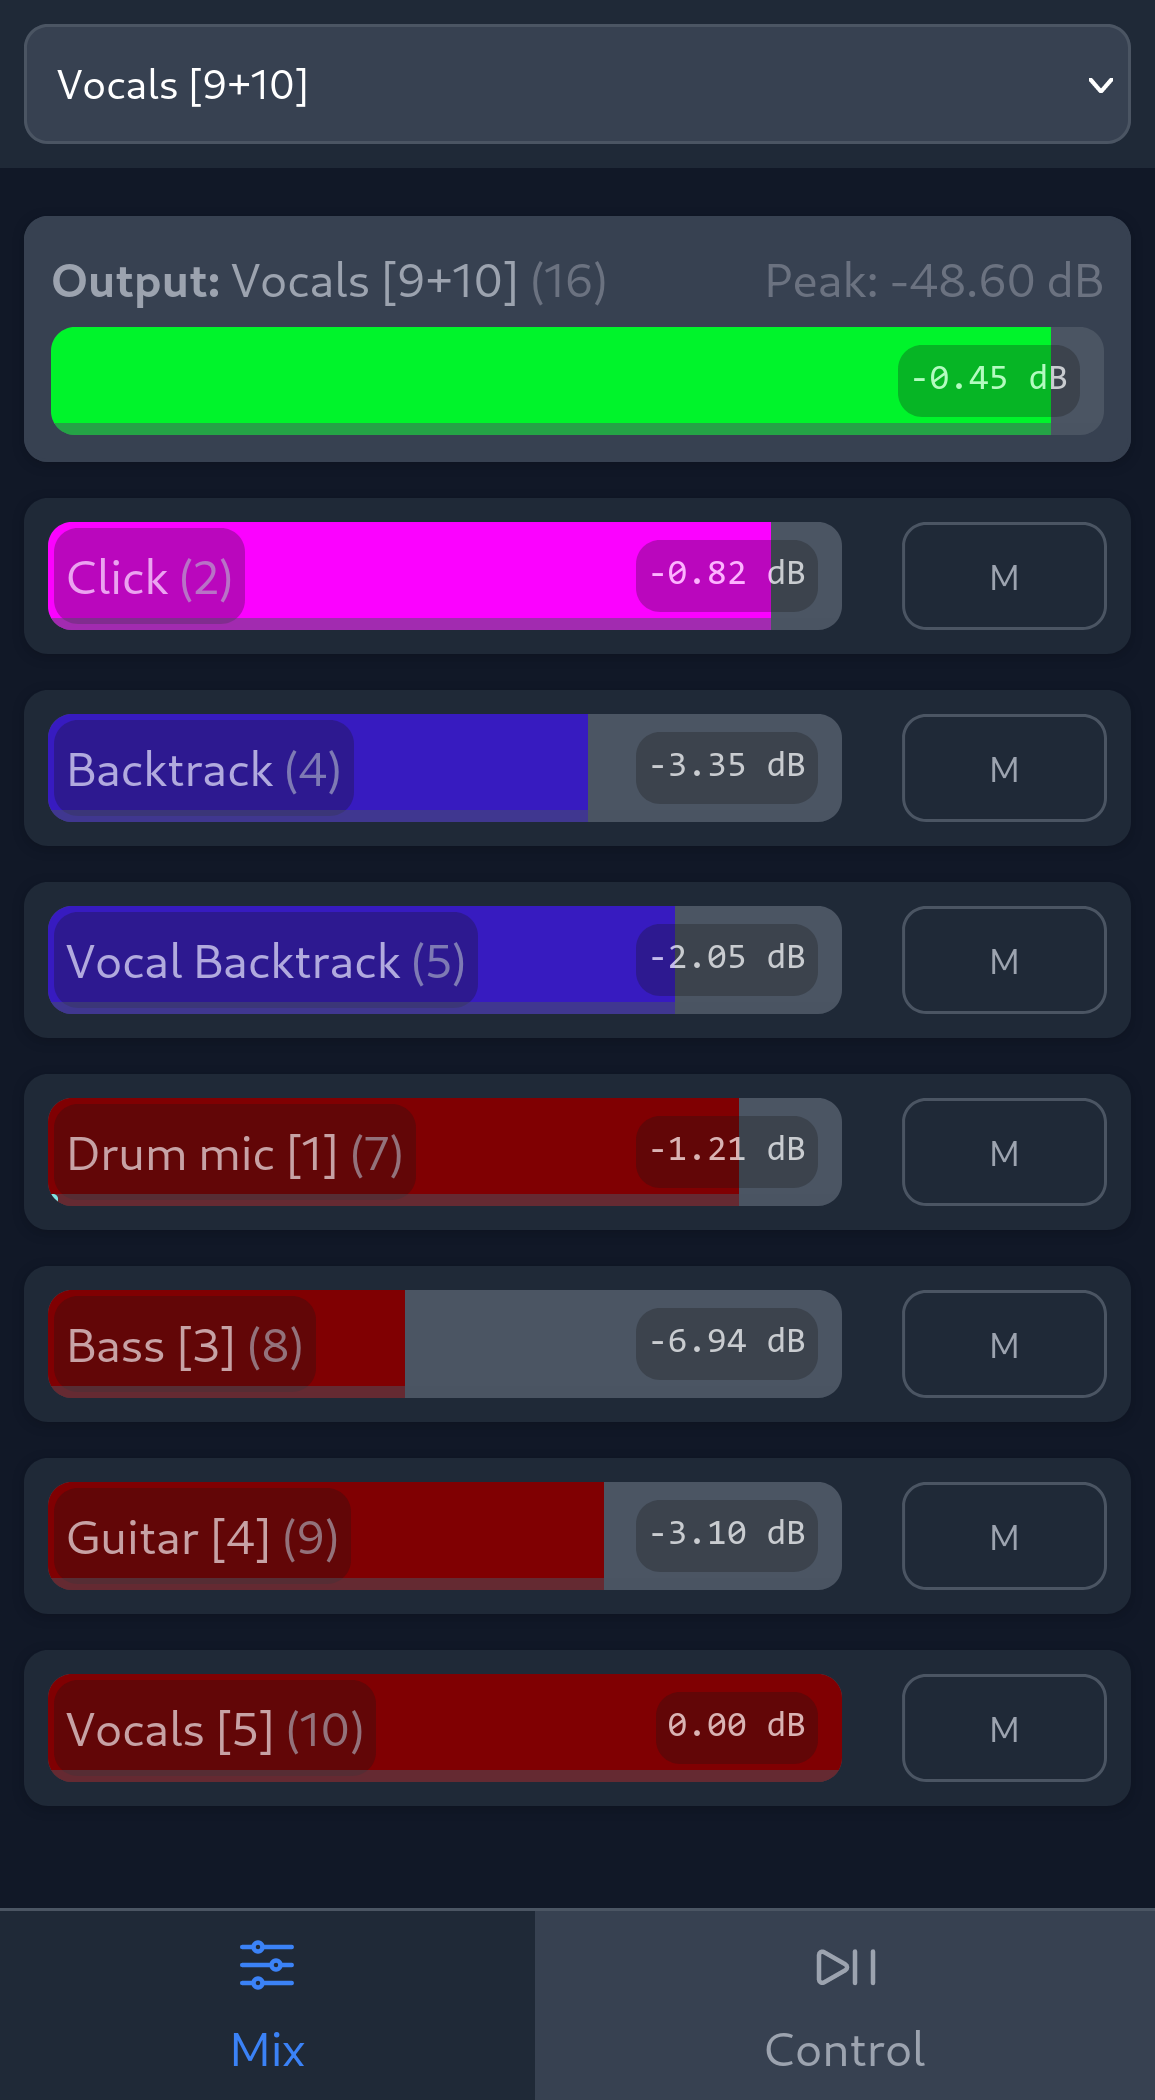 Vocals [9+10]
Output: Vocals [9+10] (16) Peak: -48.60 dB
-0.45 dB
Click (2) -0.82 dB M
Backtrack (4) -3.35 dB M
Vocal Backtrack (5) -2.05 dB M
Drum mic [1] (7) -1.21 dB M
Bass [3] (8) -6.94 dB M
Guitar [4] (9) -3.10 dB M
Vocals [5] (10) 0.00 dB M
Mix Control